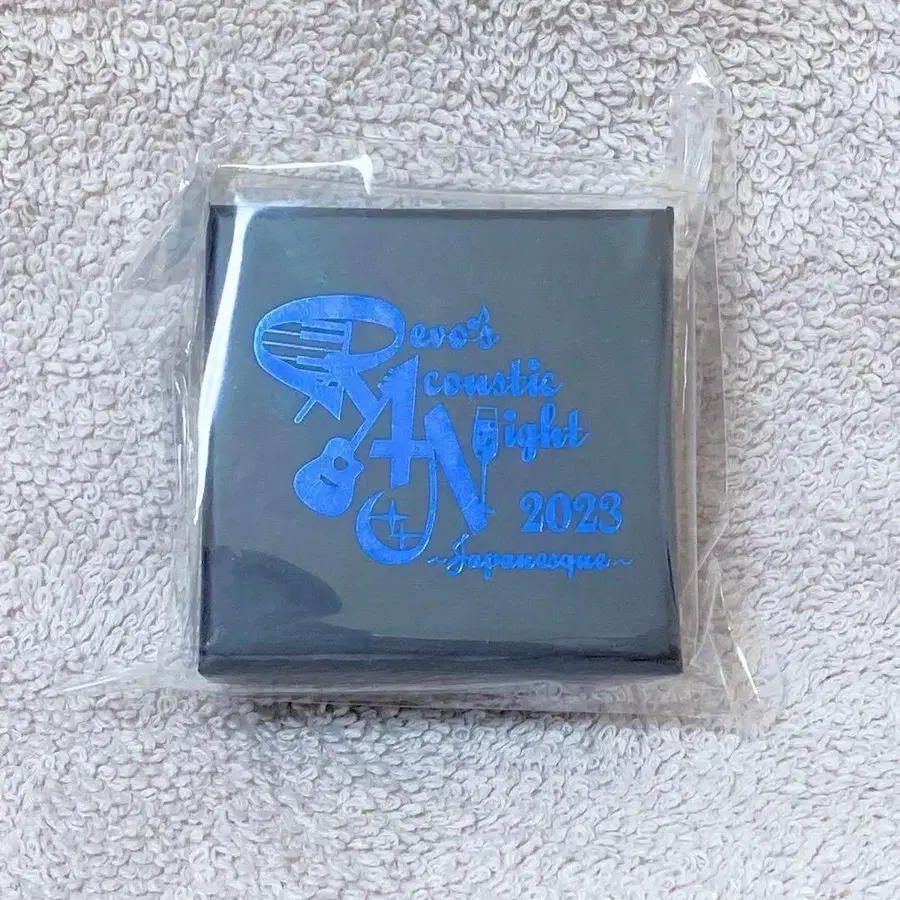 Revo's
Acoustic
Night
2023
~Japanesque~